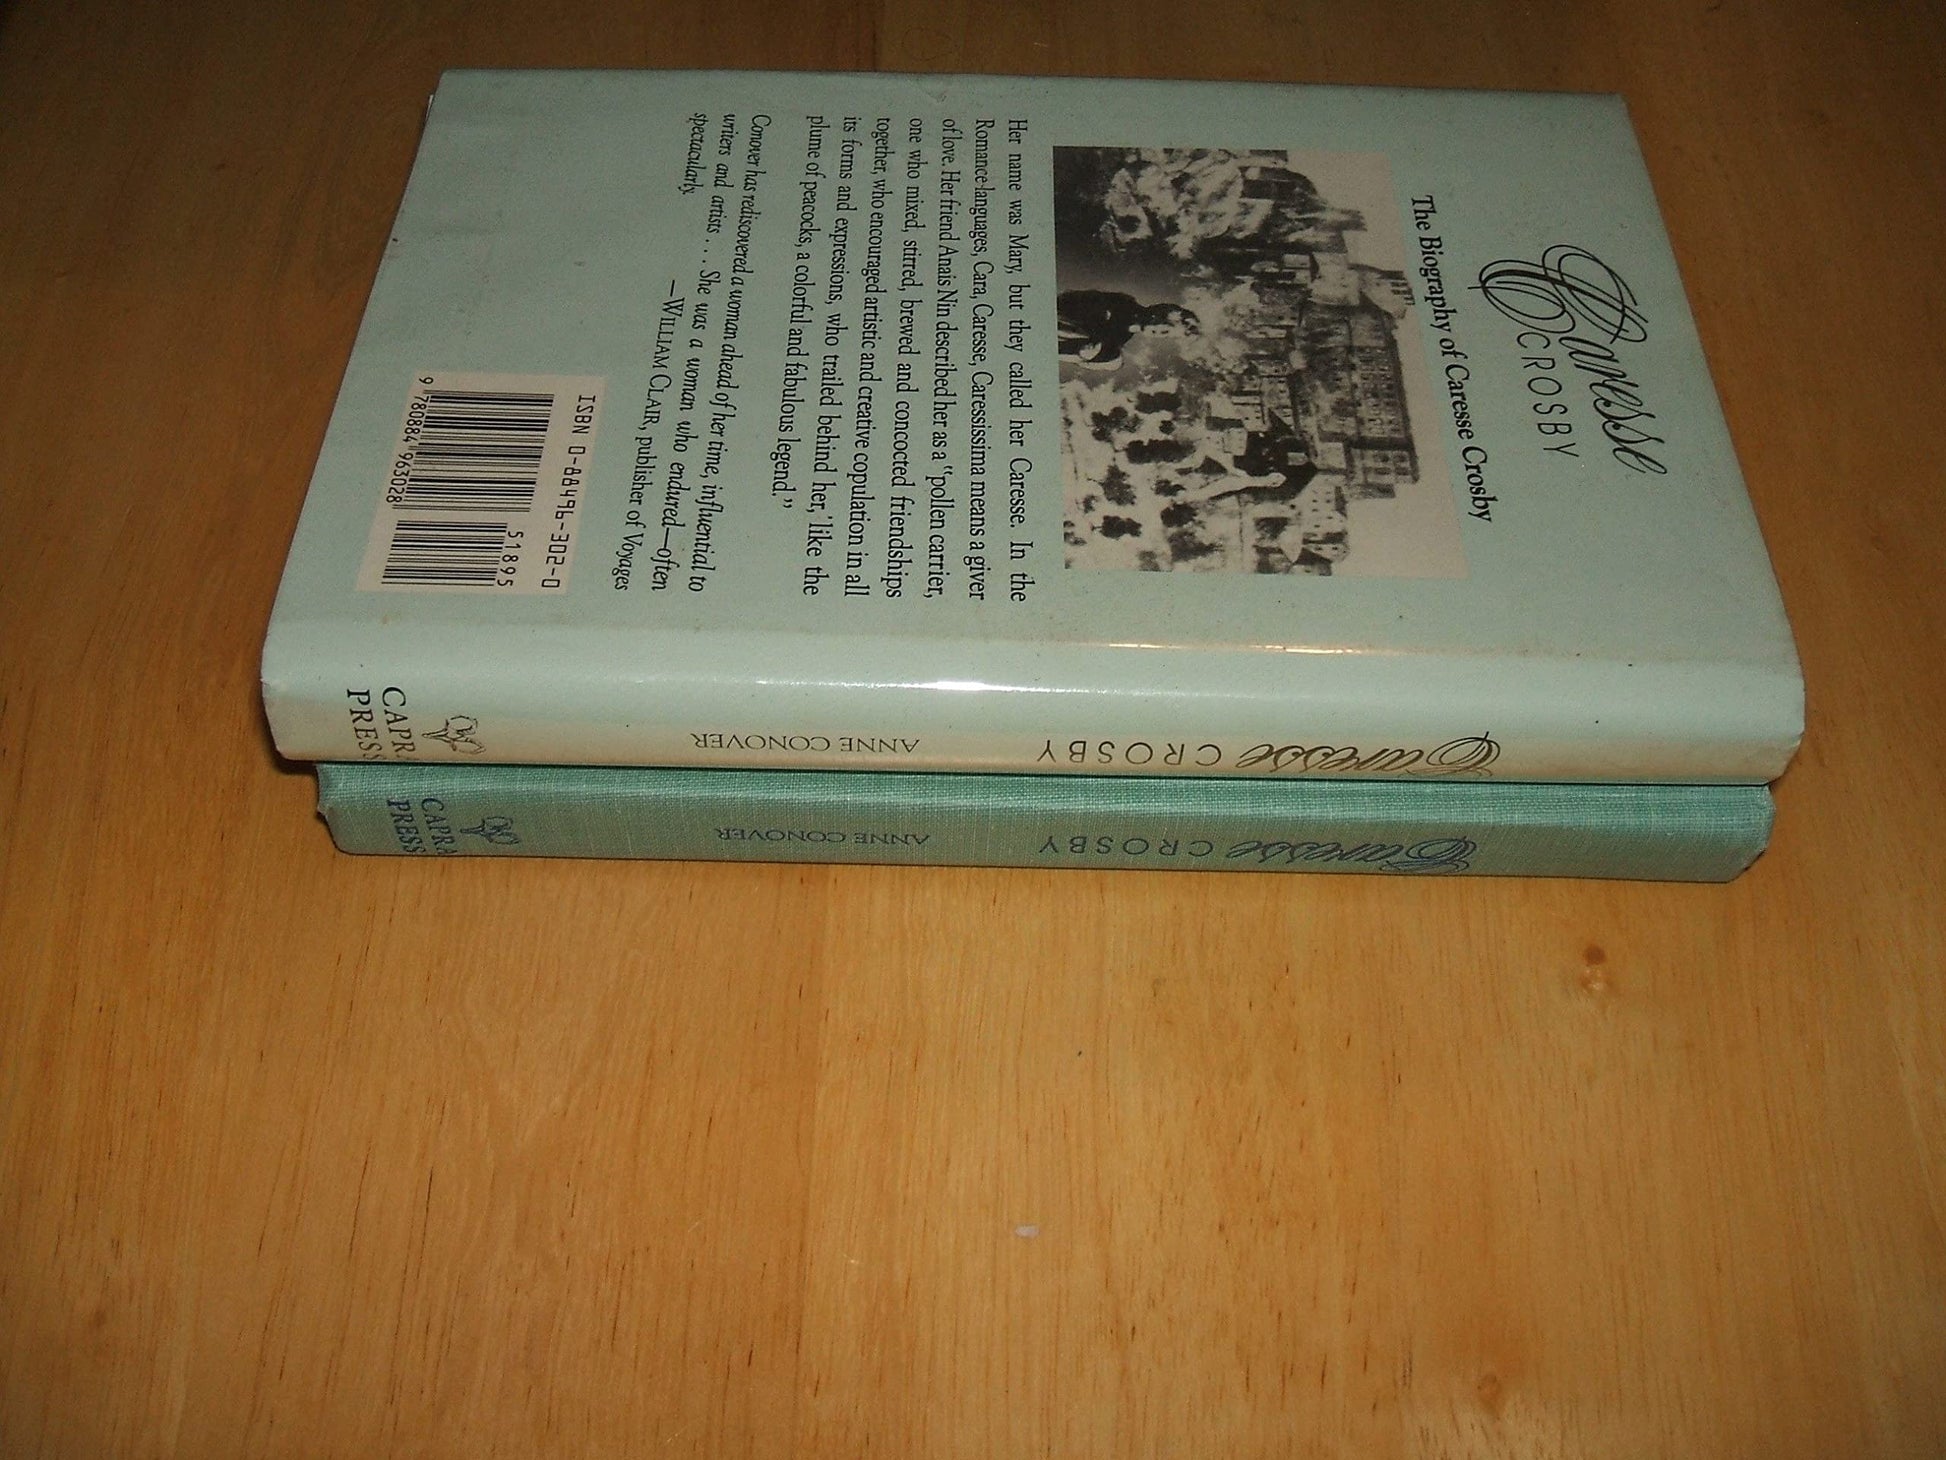 Caresse
CROSBY
The Biography of Caresse Crosby
Her name was Mary, but they called her Caresse. In the
Romance languages, Cara, Caresse, Caressissima means a giver
of love. Her friend Anais Nin described her as a "pollen carrier,
one who mixed, stirred, brewed and concocted friendships
together, who encouraged artistic and creative copulation in all
its forms and expressions, who trailed behind her, 'like the
plume of peacocks, a colorful and fabulous legend."
Conover has rediscovered a woman ahead of her time, influential to
writers and artists . . . She was a woman who endured—often
spectacularly.
—WILLIAM CLAIR, publisher of Voyages
ISBN 0-88496-302-0
51895
9 780884 963028
Caresse CROSBY
ANNE CONOVER
CAPRA
PRESS
Caresse CROSBY
ANNE CONOVER
CAPRA
PRESS